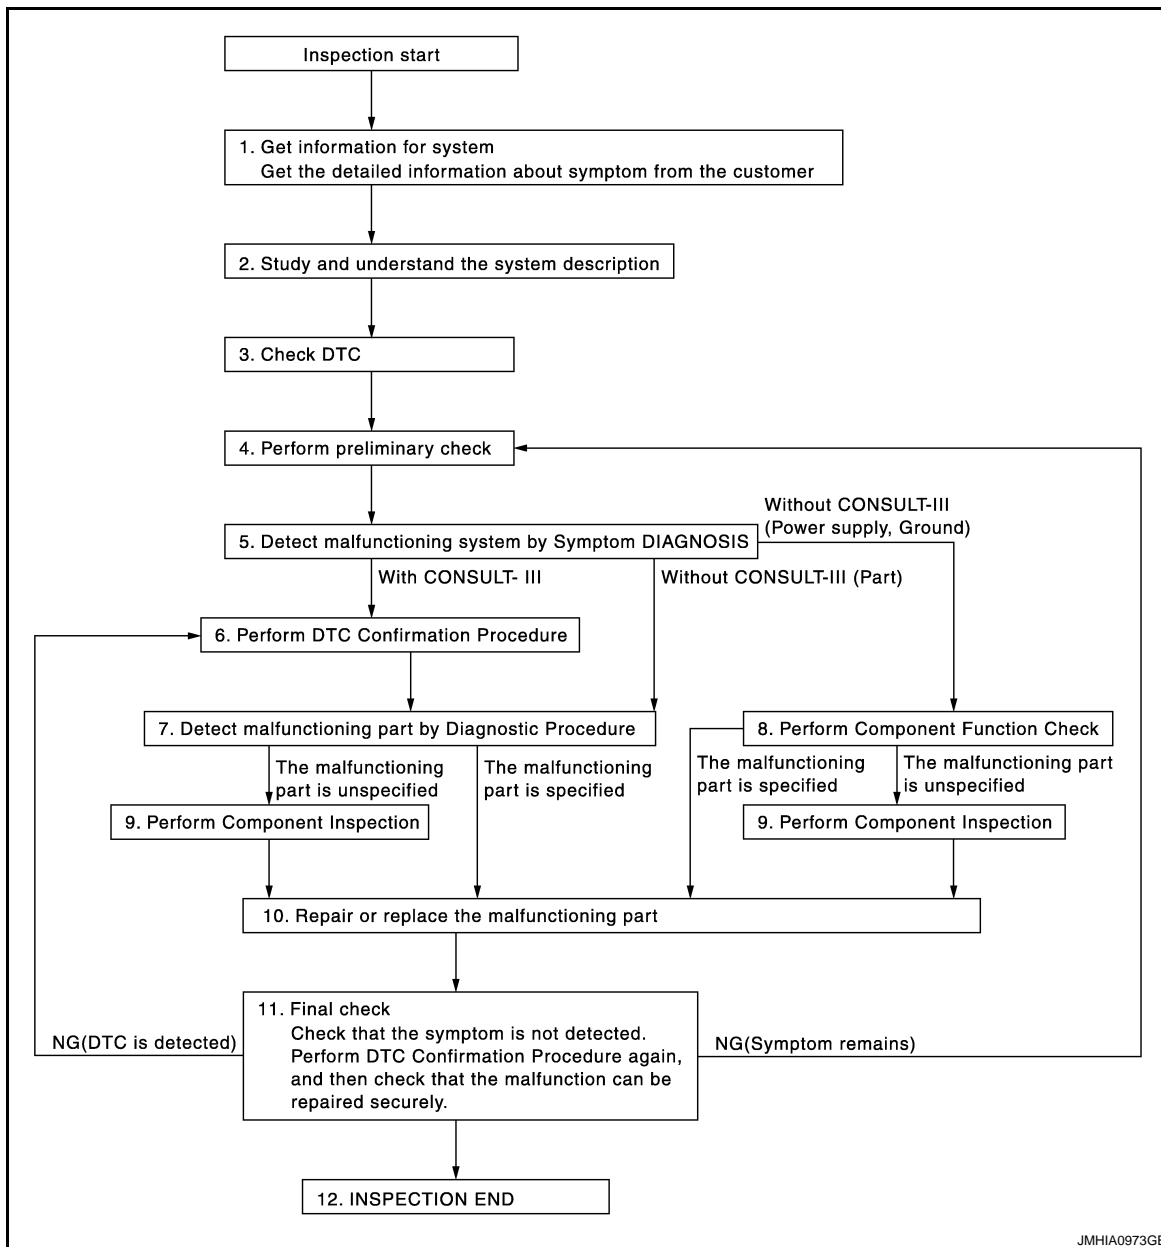 Inspection start
1. Get information for system
Get the detailed information about symptom from the customer
2. Study and understand the system description
3. Check DTC
4. Perform preliminary check
Without CONSULT-III
(Power supply, Ground)
5. Detect malfunctioning system by Symptom DIAGNOSIS
With CONSULT- III
Without CONSULT-III (Part)
6. Perform DTC Confirmation Procedure
7. Detect malfunctioning part by Diagnostic Procedure
8. Perform Component Function Check
The malfunctioning
part is unspecified
The malfunctioning
part is specified
The malfunctioning
part is specified
The malfunctioning part
is unspecified
9. Perform Component Inspection
9. Perform Component Inspection
10. Repair or replace the malfunctioning part
11. Final check
Check that the symptom is not detected.
Perform DTC Confirmation Procedure again,
and then check that the malfunction can be
repaired securely.
NG(DTC is detected)
NG(Symptom remains)
12. INSPECTION END